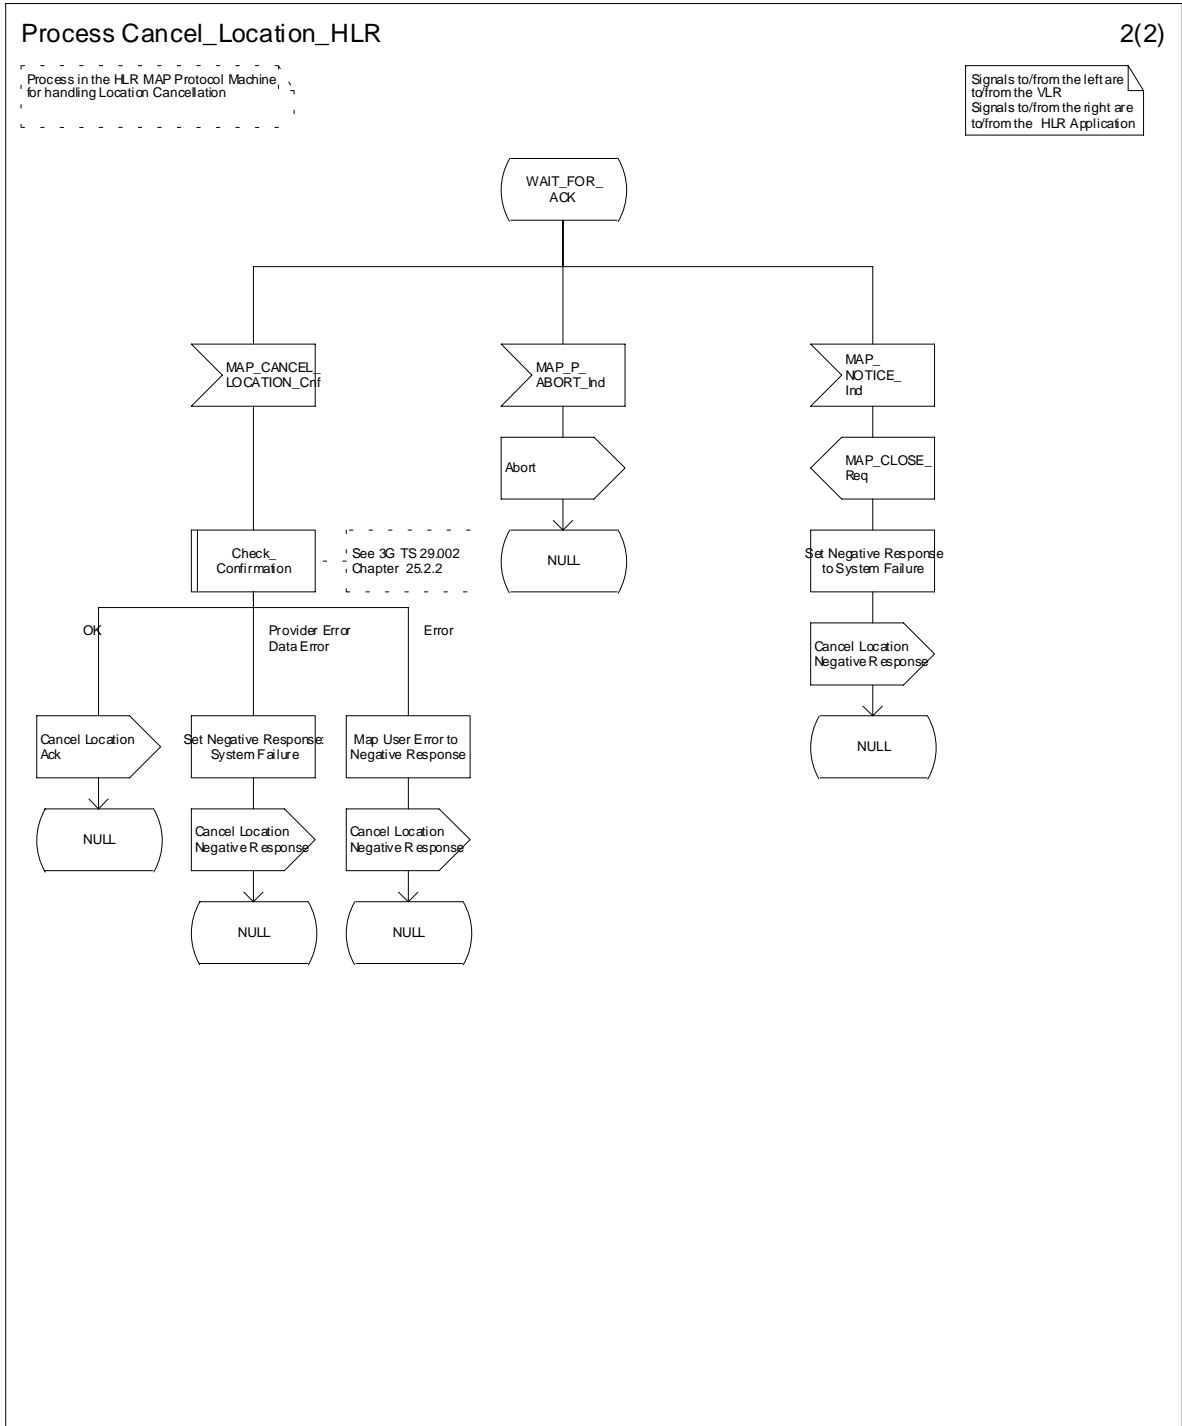 Process Cancel_Location_HLR
2(2)
Process in the HLR MAP Protocol Machine
for handling Location Cancellation
Signals to/from the left are
to/from the VLR
Signals to/from the right are
to/from the HLR Application
WAIT_FOR_
ACK
MAP_CANCEL_
LOCATION_Cnf
MAP_P_
ABORT_Ind
MAP_
NOTICE_
Ind
Abort
MAP_CLOSE_
Req
Check_
Confirmation
See 3G TS 29.002
Chapter 25.2.2
NULL
Set Negative Response
to System Failure
OK
Provider Error
Data Error
Error
Cancel Location
Negative Response
Cancel Location
Ack
Set Negative Response:
System Failure
Map User Error to
Negative Response
NULL
NULL
Cancel Location
Negative Response
Cancel Location
Negative Response
NULL
NULL